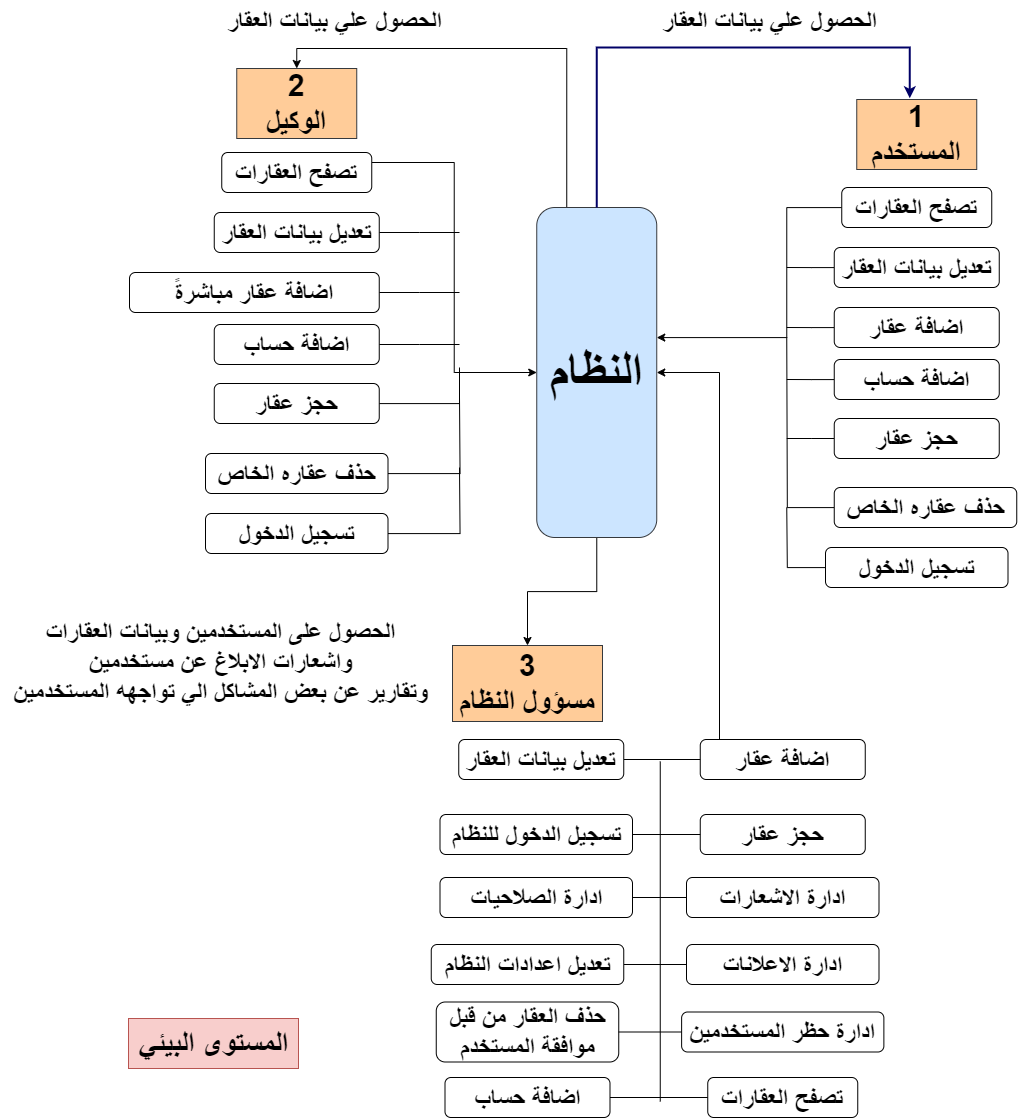 الحصول علي بيانات العقار
1
المستخدم
تصفح العقارات
تعديل بيانات العقار
اضافة عقار
اضافة حساب
حجز عقار
حذف عقاره الخاص
تسجيل الدخول
الحصول علي بيانات العقار
2
الوكيل
تصفح العقارات
تعديل بيانات العقار
اضافة عقار مباشرةً
اضافة حساب
حجز عقار
حذف عقاره الخاص
تسجيل الدخول
النظام
الحصول على المستخدمين وبيانات العقارات
واشعارات الابلاغ عن مستخدمين
وتقارير عن بعض المشاكل الي تواجهه المستخدمين
3
مسؤول النظام
اضافة عقار
تعديل بيانات العقار
حجز عقار
تسجيل الدخول للنظام
ادارة الاشعارات
ادارة الصلاحيات
ادارة الاعلانات
تعديل اعدادات النظام
ادارة حظر المستخدمين
حذف العقار من قبل
موافقة المستخدم
تصفح العقارات
اضافة حساب
المستوى البيئي